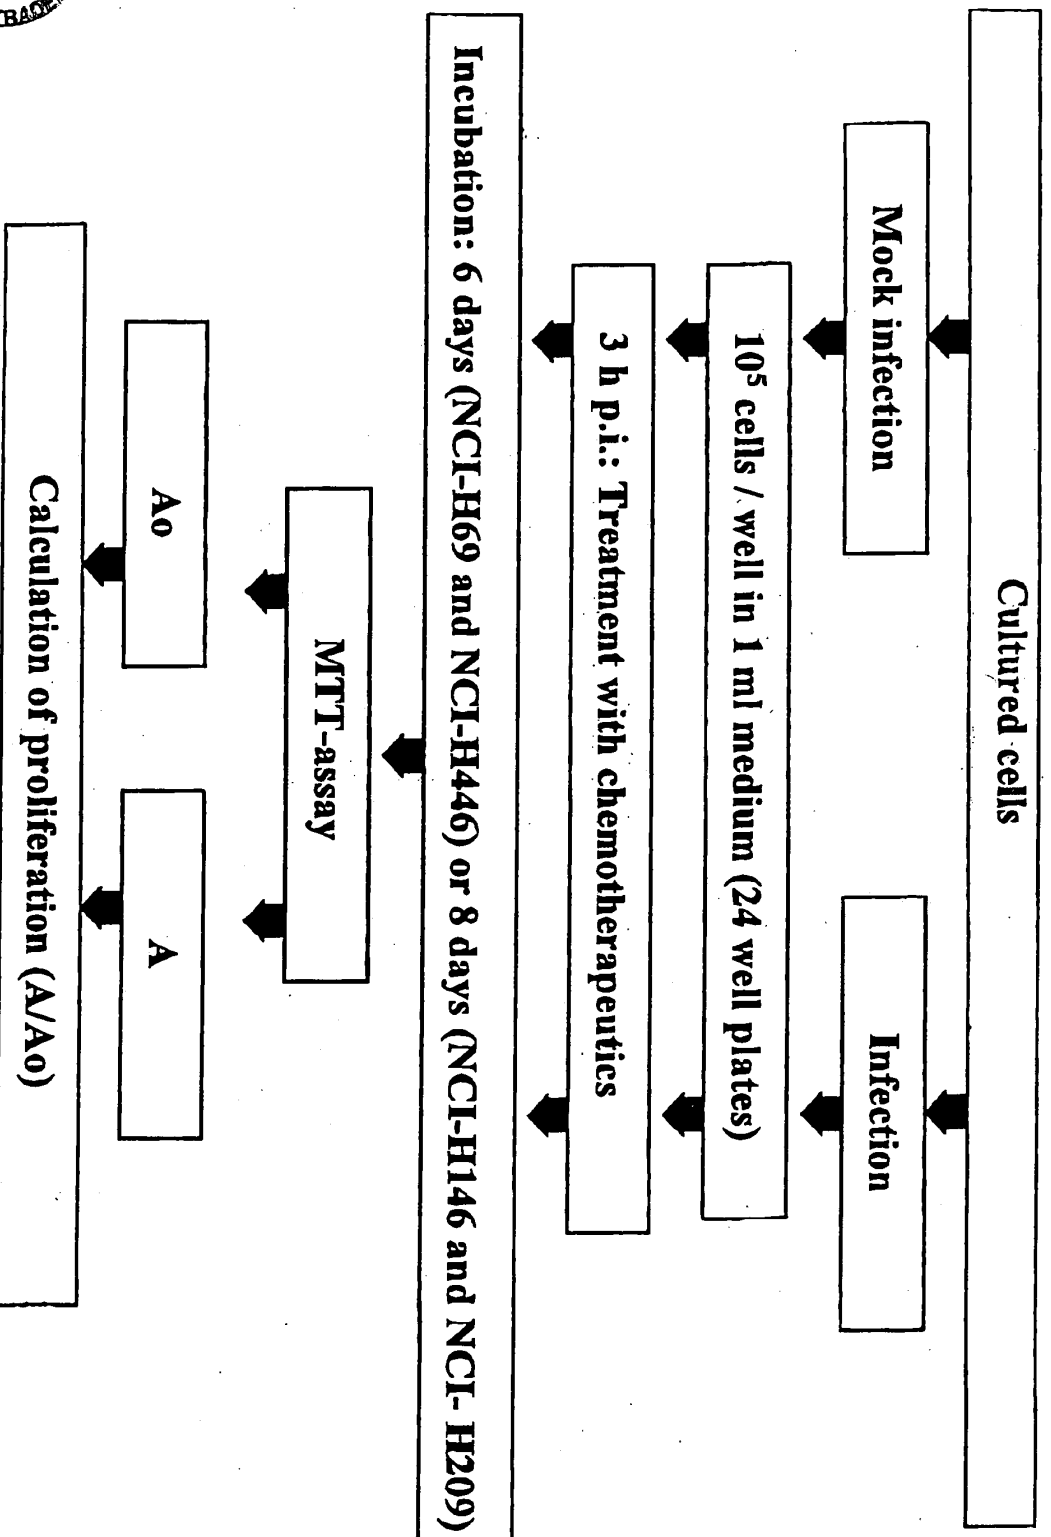 Cultured cells
Mock infection
Infection
10⁵ cells / well in 1 ml medium (24 well plates)
3 h p.i.: Treatment with chemotherapeutics
Incubation: 6 days (NCI-H69 and NCI-H446) or 8 days (NCI-H146 and NCI- H209)
MTT-assay
Ao
A
Calculation of proliferation (A/Ao)